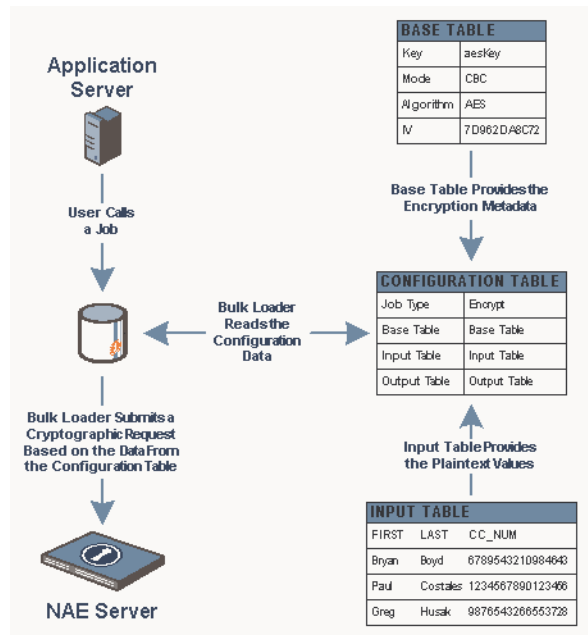 Application
Server
User Calls
a Job
Bulk Loader
Reads the
Configuration
Data
Bulk Loader Submits a
Cryptographic Request
Based on the Data From
the Configuration Table
NAE Server
BASE TABLE
Key aesKey
Mode CBC
Algorithm AES
IV 7D962DA8C72
Base Table Provides the
Encryption Metadata
CONFIGURATION TABLE
Job Type Encrypt
Base Table Base Table
Input Table Input Table
Output Table Output Table
Input Table Provides
the Plaintext Values
INPUT TABLE
FIRST LAST CC_NUM
Bryan Boyd 6789543210984643
Paul Costales 1234567890123456
Greg Husak 9876543266553728